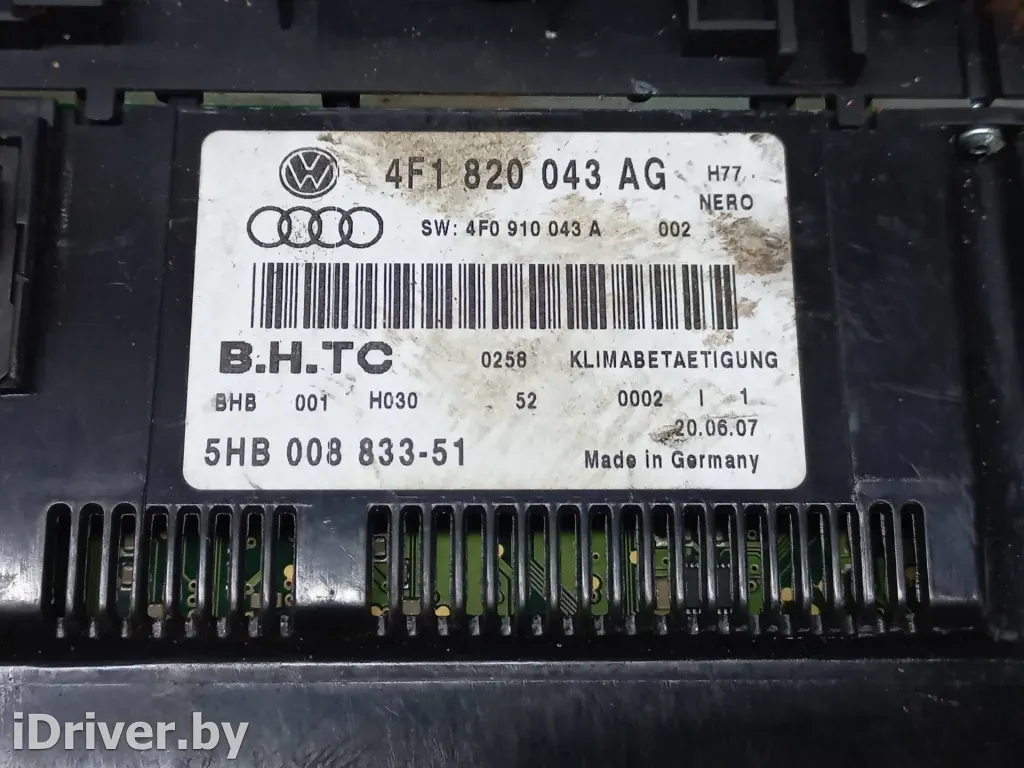 4F1 820 043 AG H77
NERO
SW: 4F0 910 043 A 002
B.H.TC 0258 KLIMABETAETIGUNG
BHB 001 H030 52 0002 I 1
20.06.07
5HB 008 833-51 Made in Germany
iDriver.by